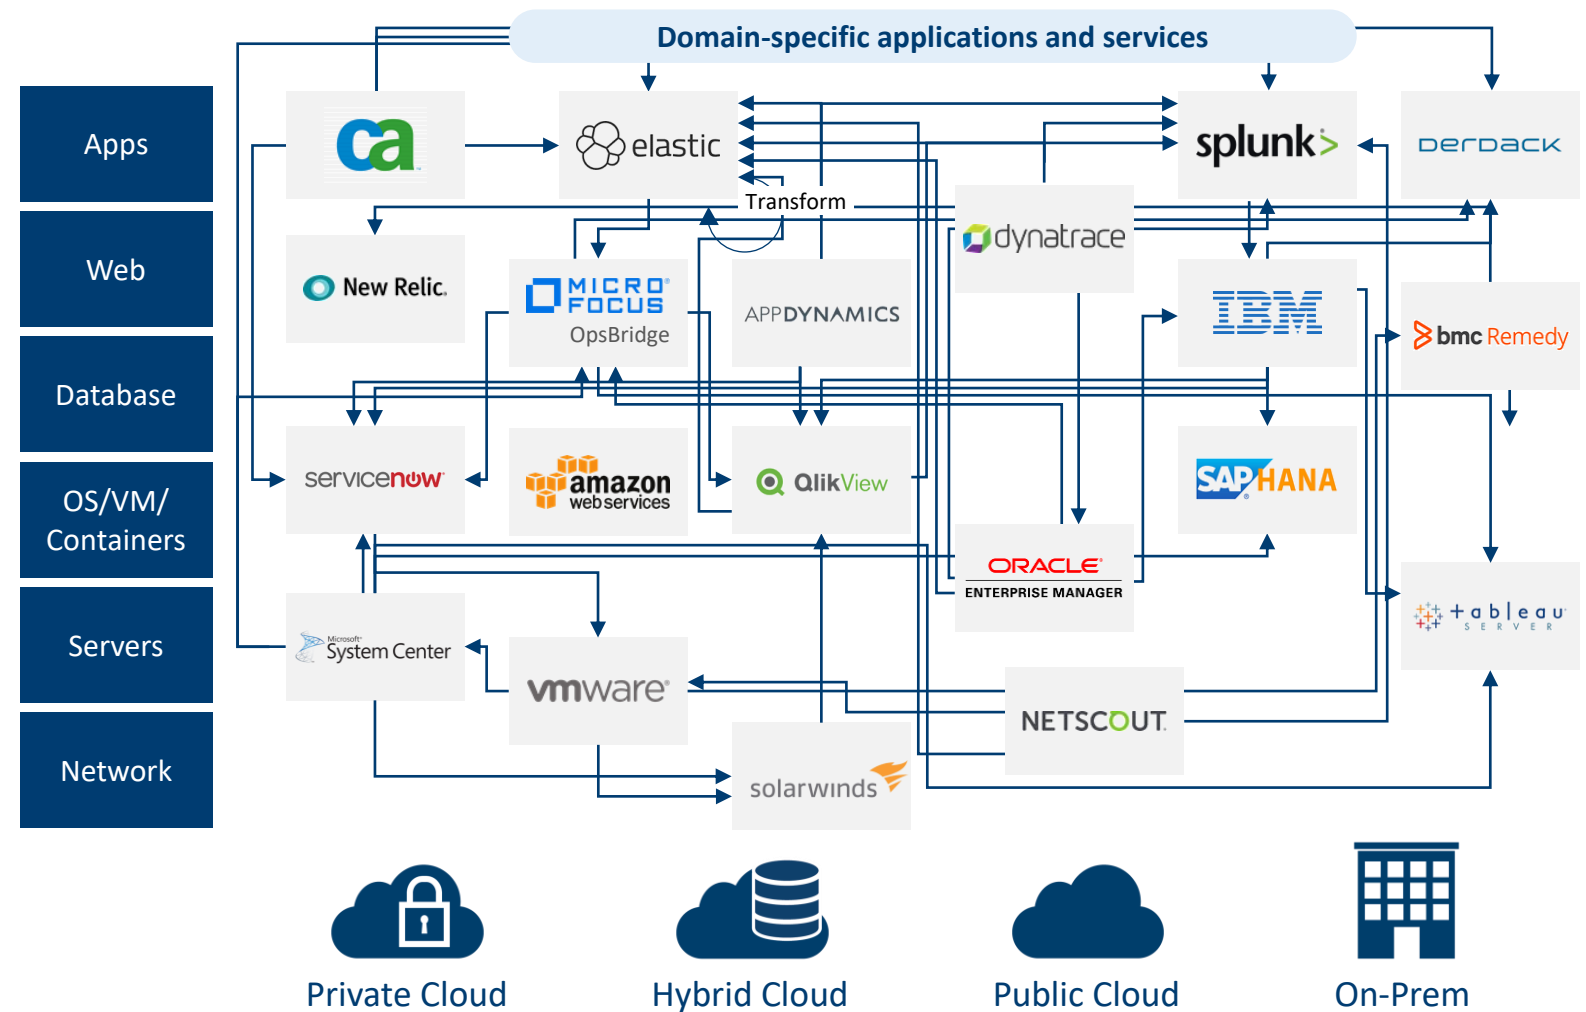 Domain-specific applications and services
Apps
ca
elastic
splunk>
DERDACK
Transform
dynatrace
Web
New Relic.
MICRO
FOCUS
OpsBridge
APPDYNAMICS
IBM
bmc Remedy
Database
servicenow
amazon
webservices
QlikView
SAP HANA
OS/VM/
Containers
ORACLE
ENTERPRISE MANAGER
tableau
SERVER
Servers
Microsoft
System Center
vmware
NETSCOUT.
Network
solarwinds
Private Cloud
Hybrid Cloud
Public Cloud
On-Prem